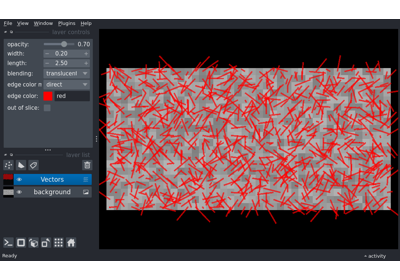 File View Window Plugins Help
layer controls
opacity: 0.70
width: 0.20
length: 2.50
blending: translucent
edge color m direct
edge color: red
out of slice:
layer list
Vectors
background
Ready
activity